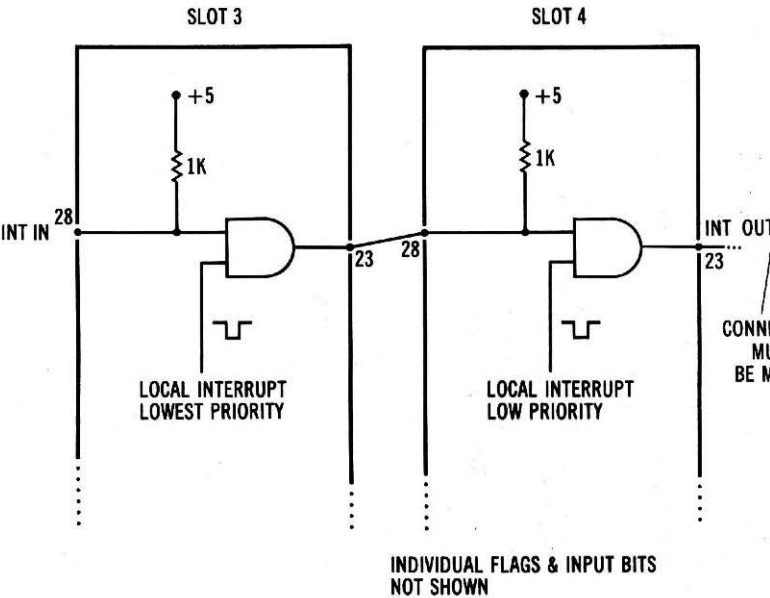 SLOT 3
SLOT 4
+5
+5
1K
1K
INT IN
28
23
28
INT OUT
23
LOCAL INTERRUPT
LOWEST PRIORITY
LOCAL INTERRUPT
LOW PRIORITY
BE
INDIVIDUAL FLAGS & INPUT BITS
NOT SHOWN